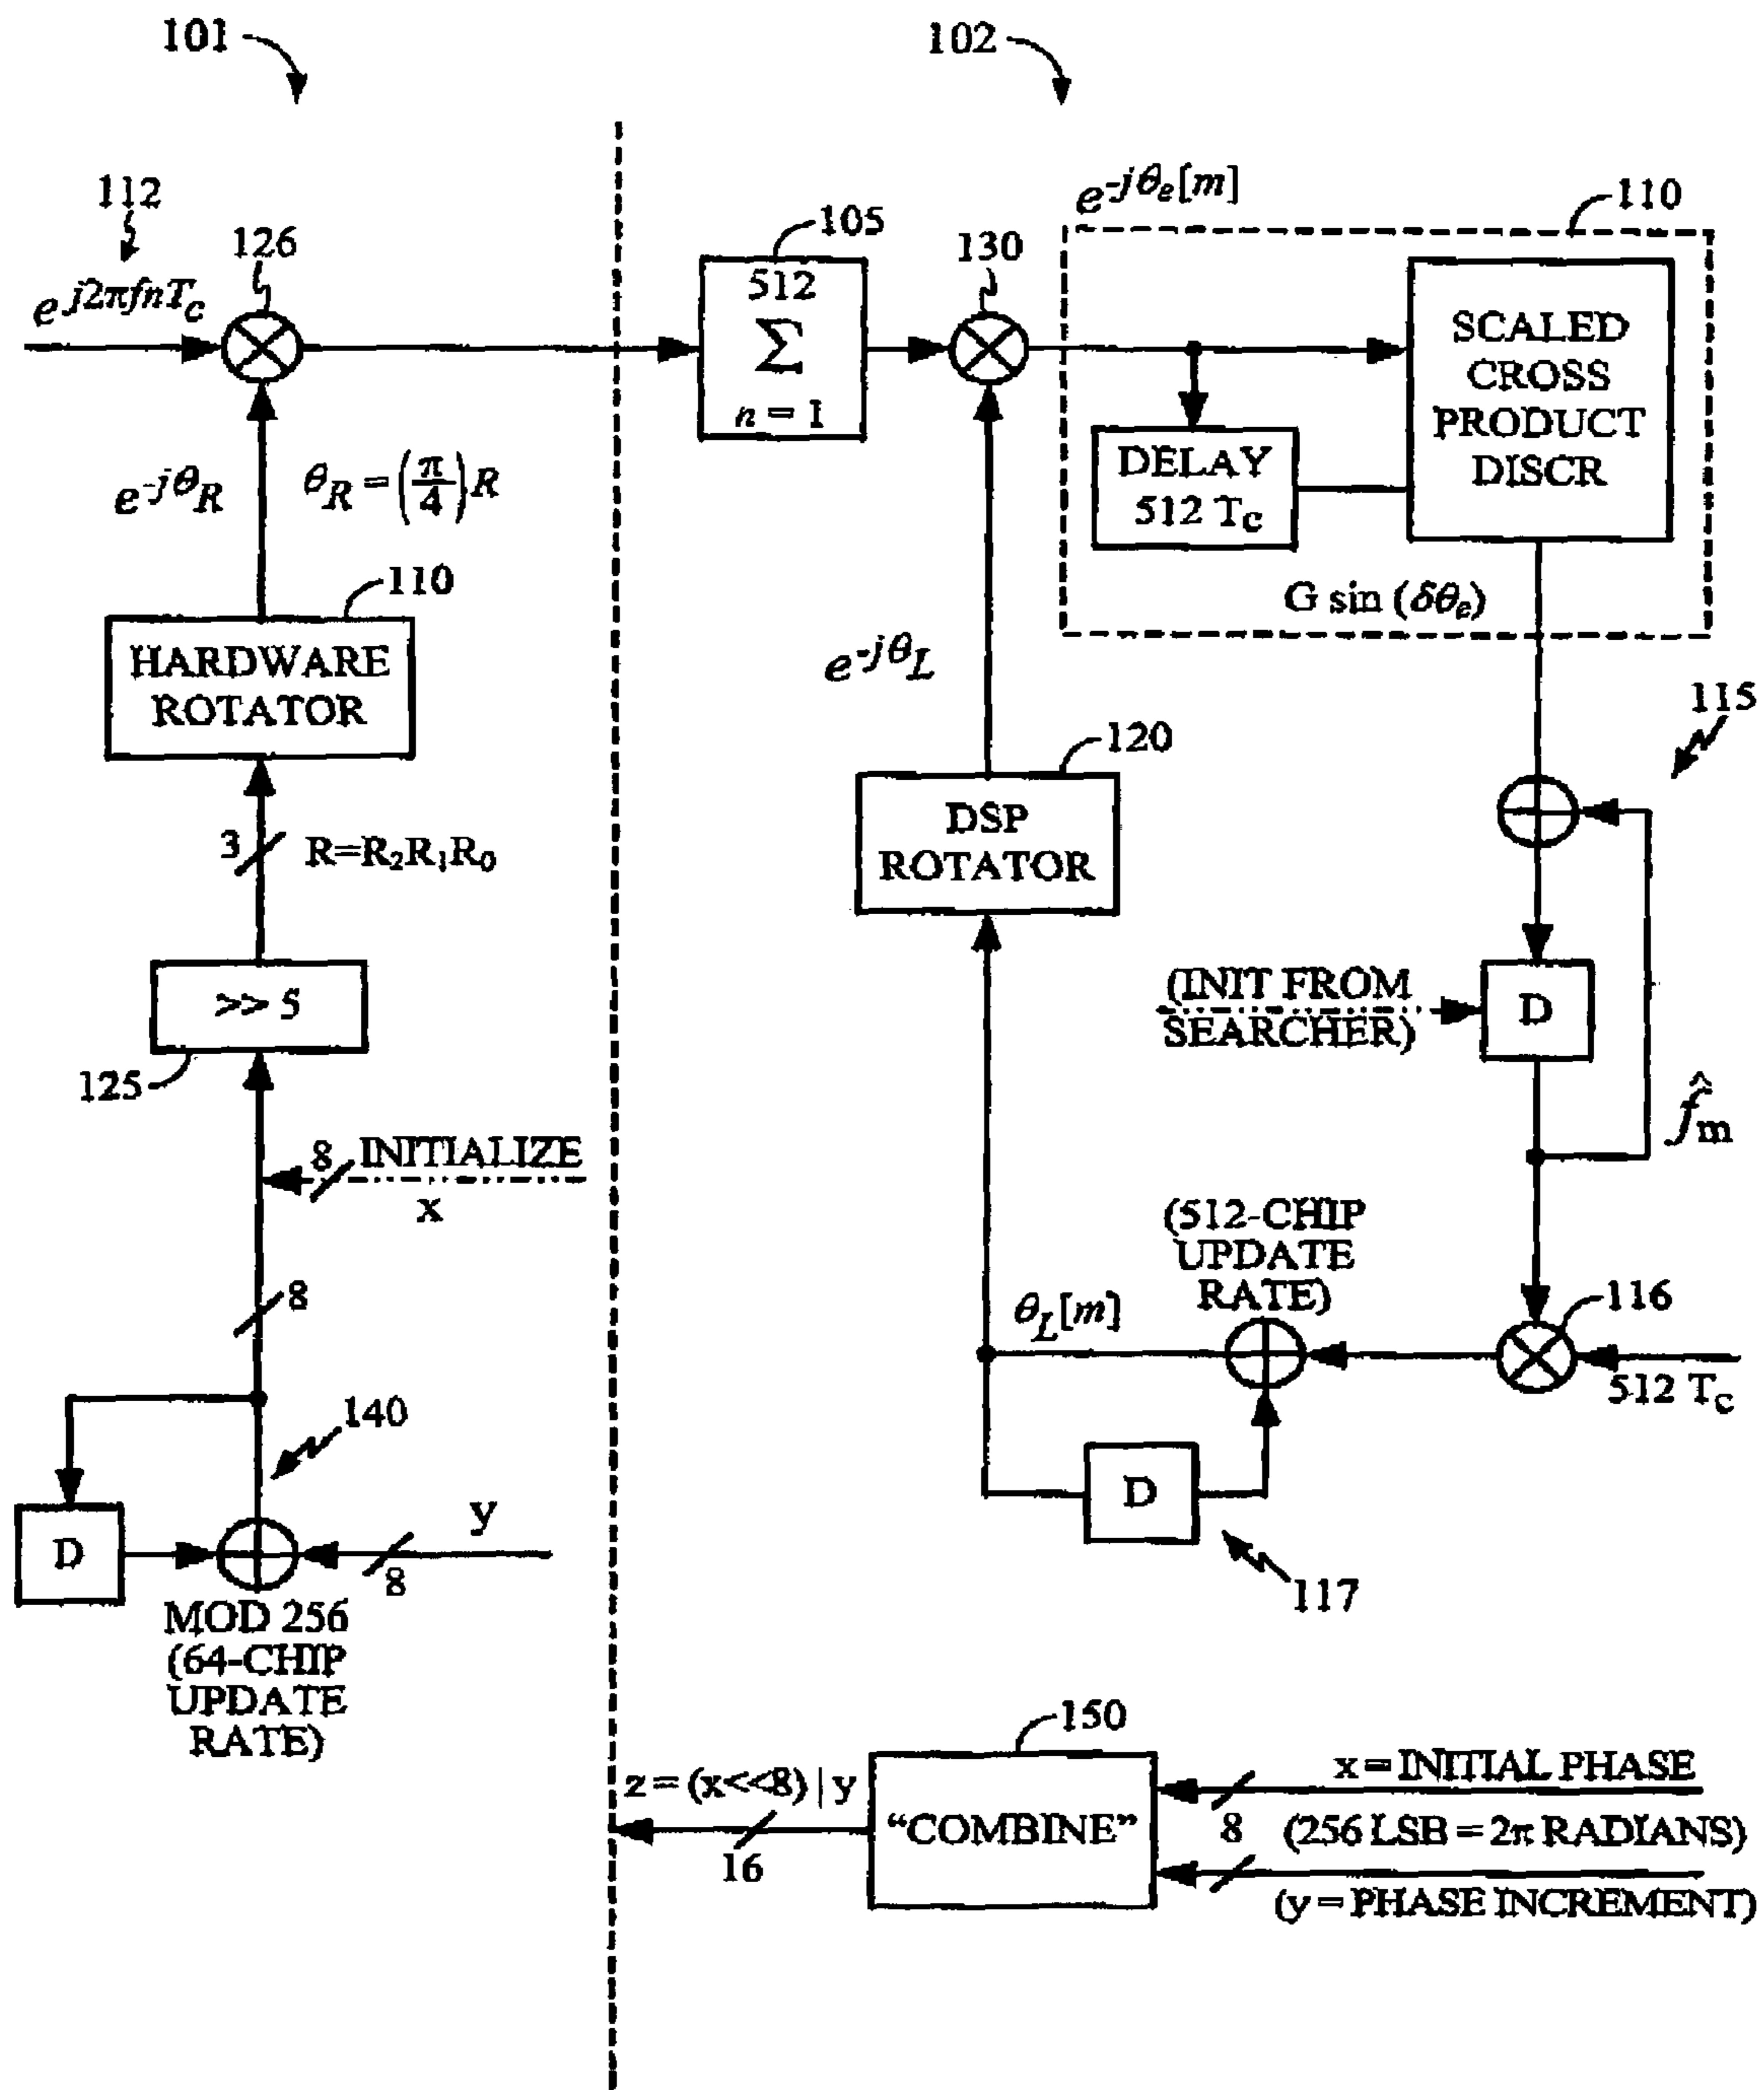 101
102
112
e^{j2πfnT_c}
126
105
512
Σ
n = 1
130
e^{-jθ_e[m]}
110
SCALED
CROSS
PRODUCT
DISCR
DELAY
512 T_c
G sin (δθ_e)
e^{-jθ_R}
θ_R = (π/4)R
110
HARDWARE
ROTATOR
3
R=R₂R₁R₀
>> 5
125
8
INITIALIZE
x
8
140
D
y
8
MOD 256
(64-CHIP
UPDATE
RATE)
e^{-jθ_L}
120
DSP
ROTATOR
115
(INIT FROM
SEARCHER)
D
f̂_m
(512-CHIP
UPDATE
RATE)
θ_L[m]
116
512 T_c
D
117
150
z = (x<<8) | y
16
"COMBINE"
x = INITIAL PHASE
8
(256 LSB = 2π RADIANS)
(y = PHASE INCREMENT)